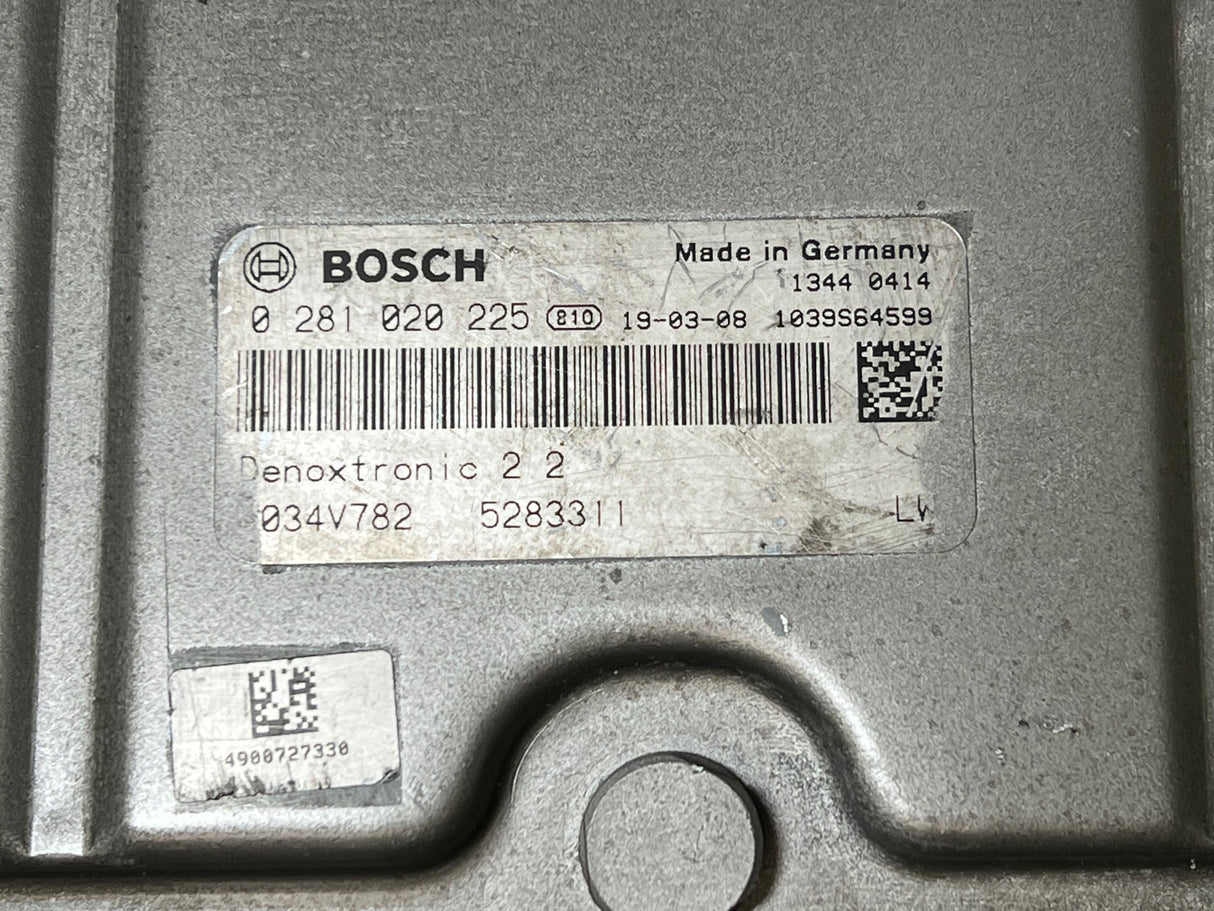 BOSCH
Made in Germany
1344 0414
0 281 020 225 810 19-03-08 1039S64599
Denoxtronic 2 2
034V782 5283311
4900727330